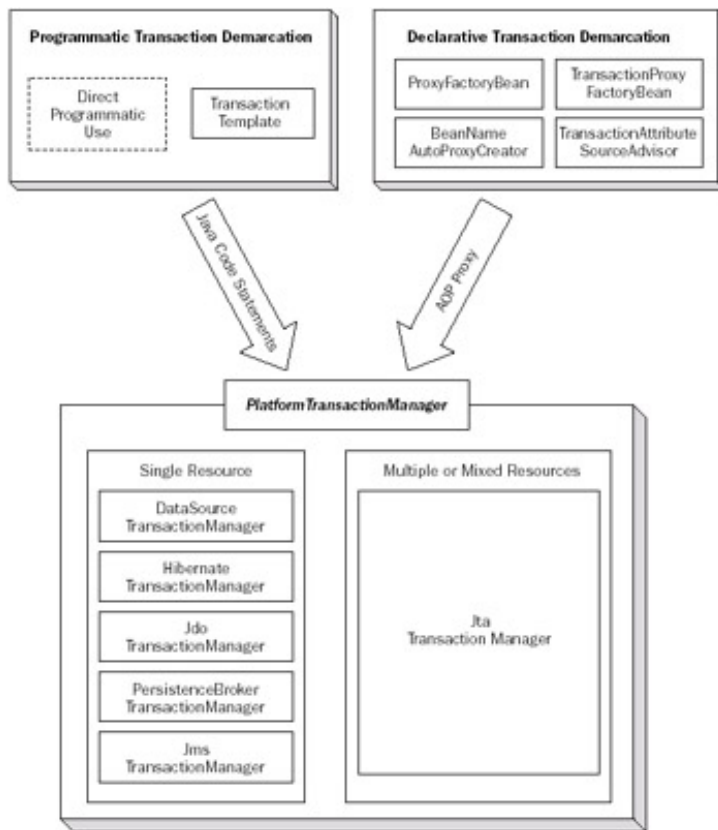 Programmatic Transaction Demarcation
Direct
Programmatic
Use
Transaction
Template
Declarative Transaction Demarcation
ProxyFactoryBean
TransactionProxy
FactoryBean
BeanName
AutoProxyCreator
TransactionAttribute
SourceAdvisor
Java Code Statements
AOP Proxy
PlatformTransactionManager
Single Resource
DataSource
TransactionManager
Hibernate
TransactionManager
Jdo
TransactionManager
PersistenceBroker
TransactionManager
Jms
TransactionManager
Multiple or Mixed Resources
Jta
Transaction Manager